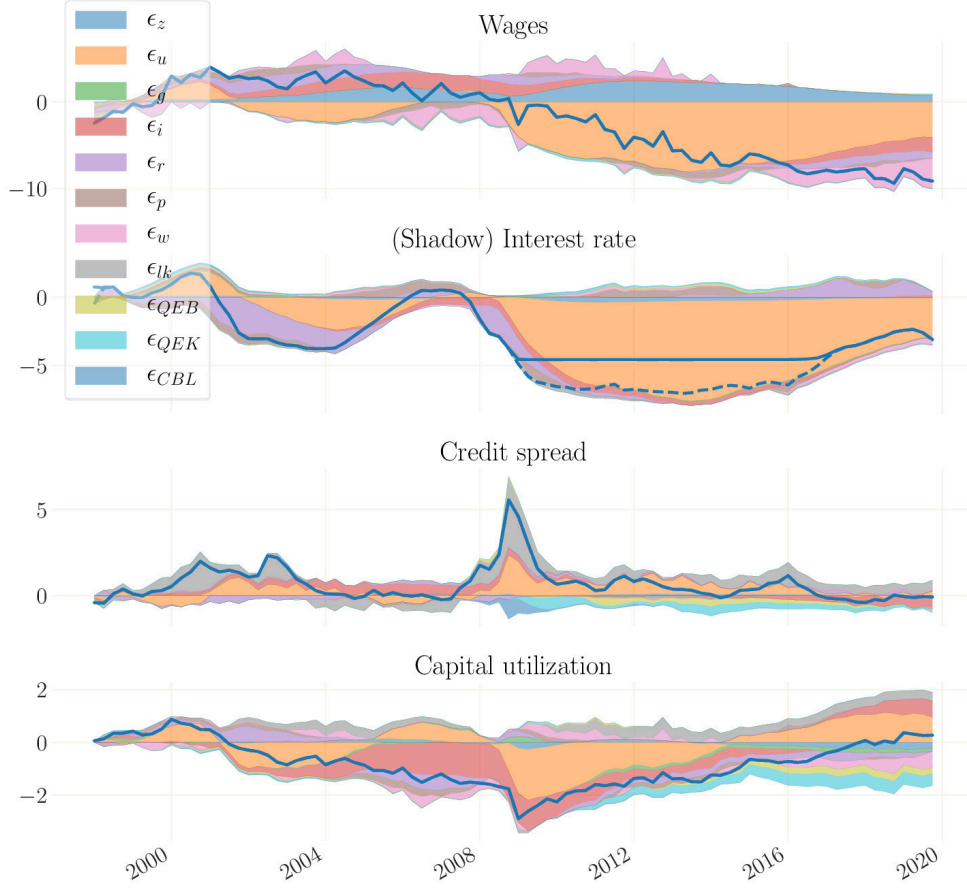 Wages
ϵ_z
ϵ_u
ϵ_g
ϵ_i
ϵ_r
ϵ_p
ϵ_w
ϵ_lk
ϵ_QEB
ϵ_QEK
ϵ_CBL
0
−10
(Shadow) Interest rate
0
−5
Credit spread
5
0
Capital utilization
2
0
−2
2000 2004 2008 2012 2016 2020